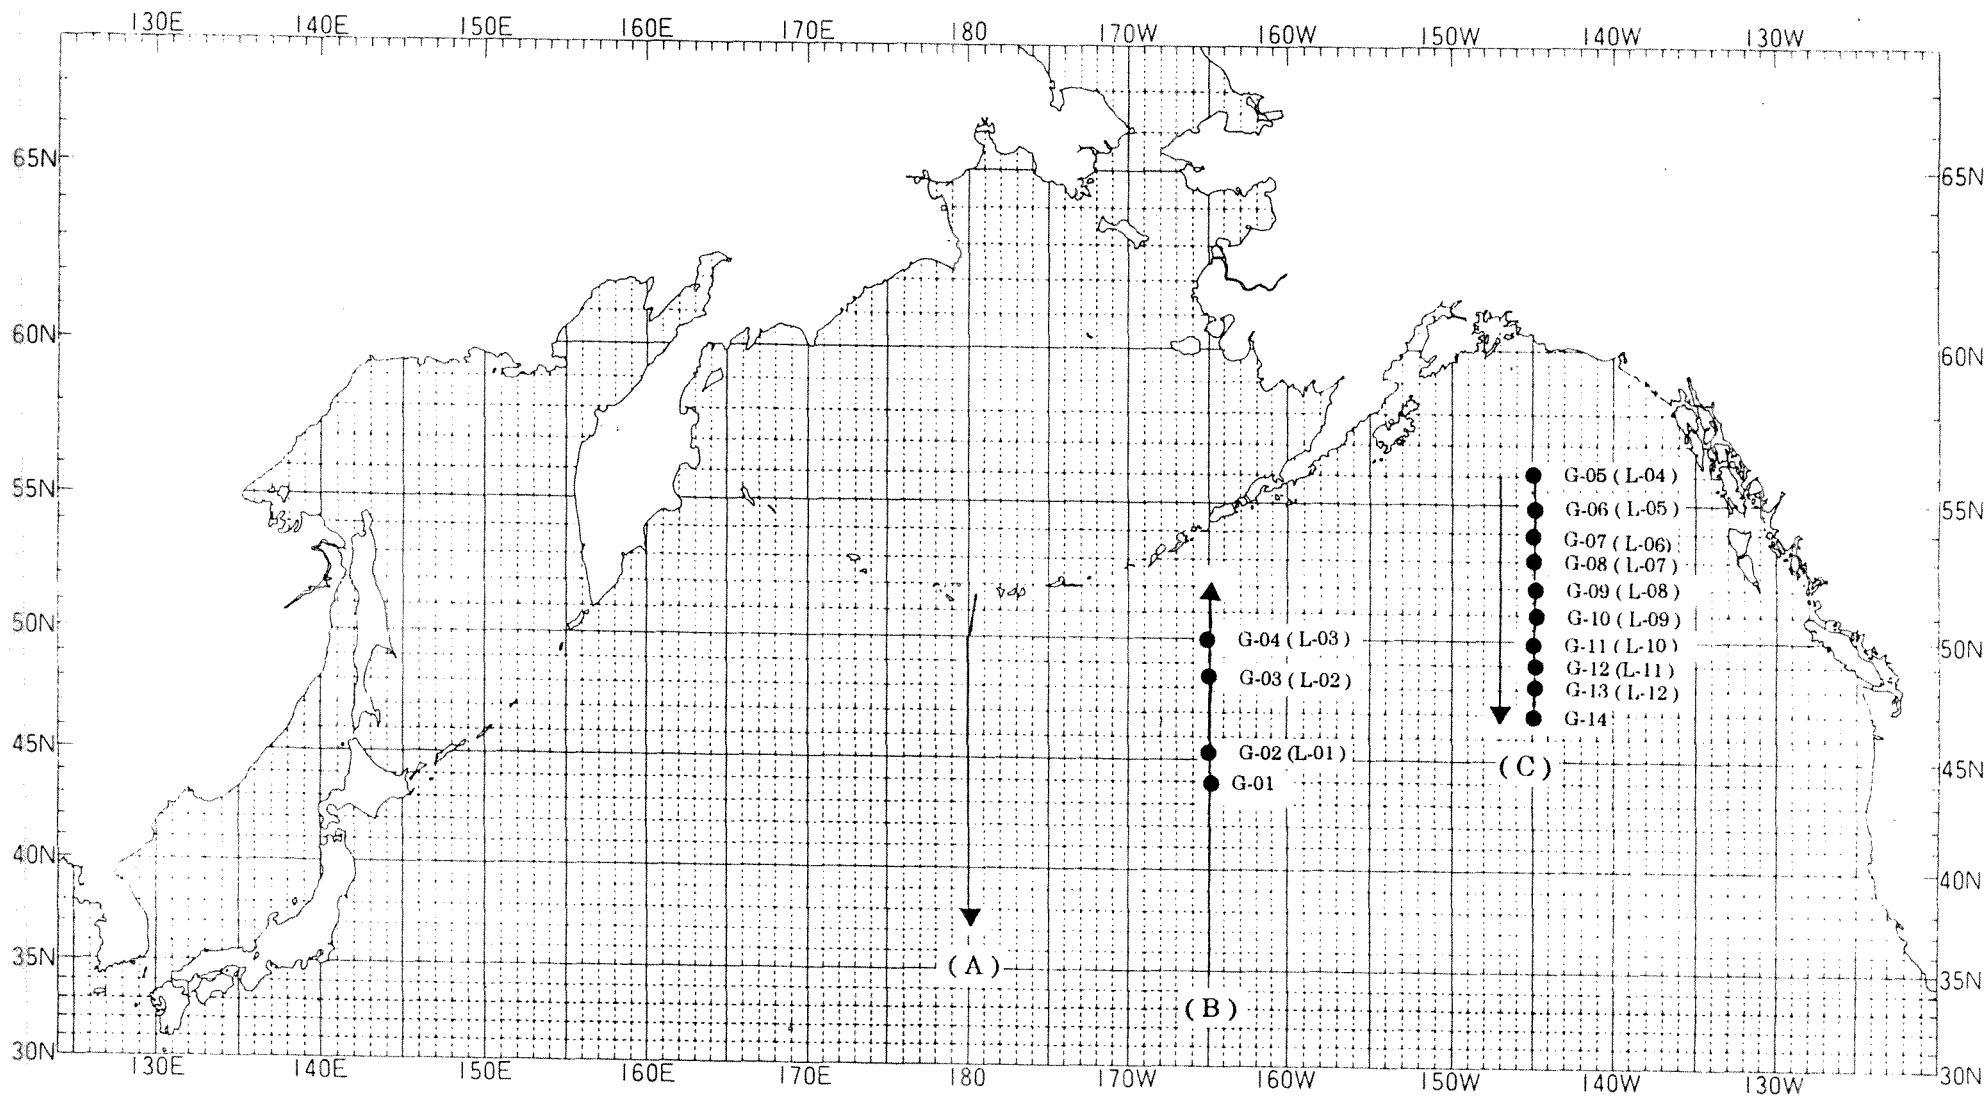 130E 140E 150E 160E 170E 180 170W 160W 150W 140W 130W
65N 65N
60N 60N
G-05 ( L-04)
55N G-06 ( L-05) 55N
G-07 ( L-06)
G-08 ( L-07)
G-09 ( L-08)
50N G-10 ( L-09)
G-04 ( L-03) G-11 ( L-10) 50N
G-12 (L-11)
G-03 ( L-02) G-13 ( L-12)
G-14
45N G-02 (L-01) (C) 45N
G-01
40N 40N
35N (A) 35N
(B)
30N 30N
130E 140E 150E 160E 170E 180 170W 160W 150W 140W 130W